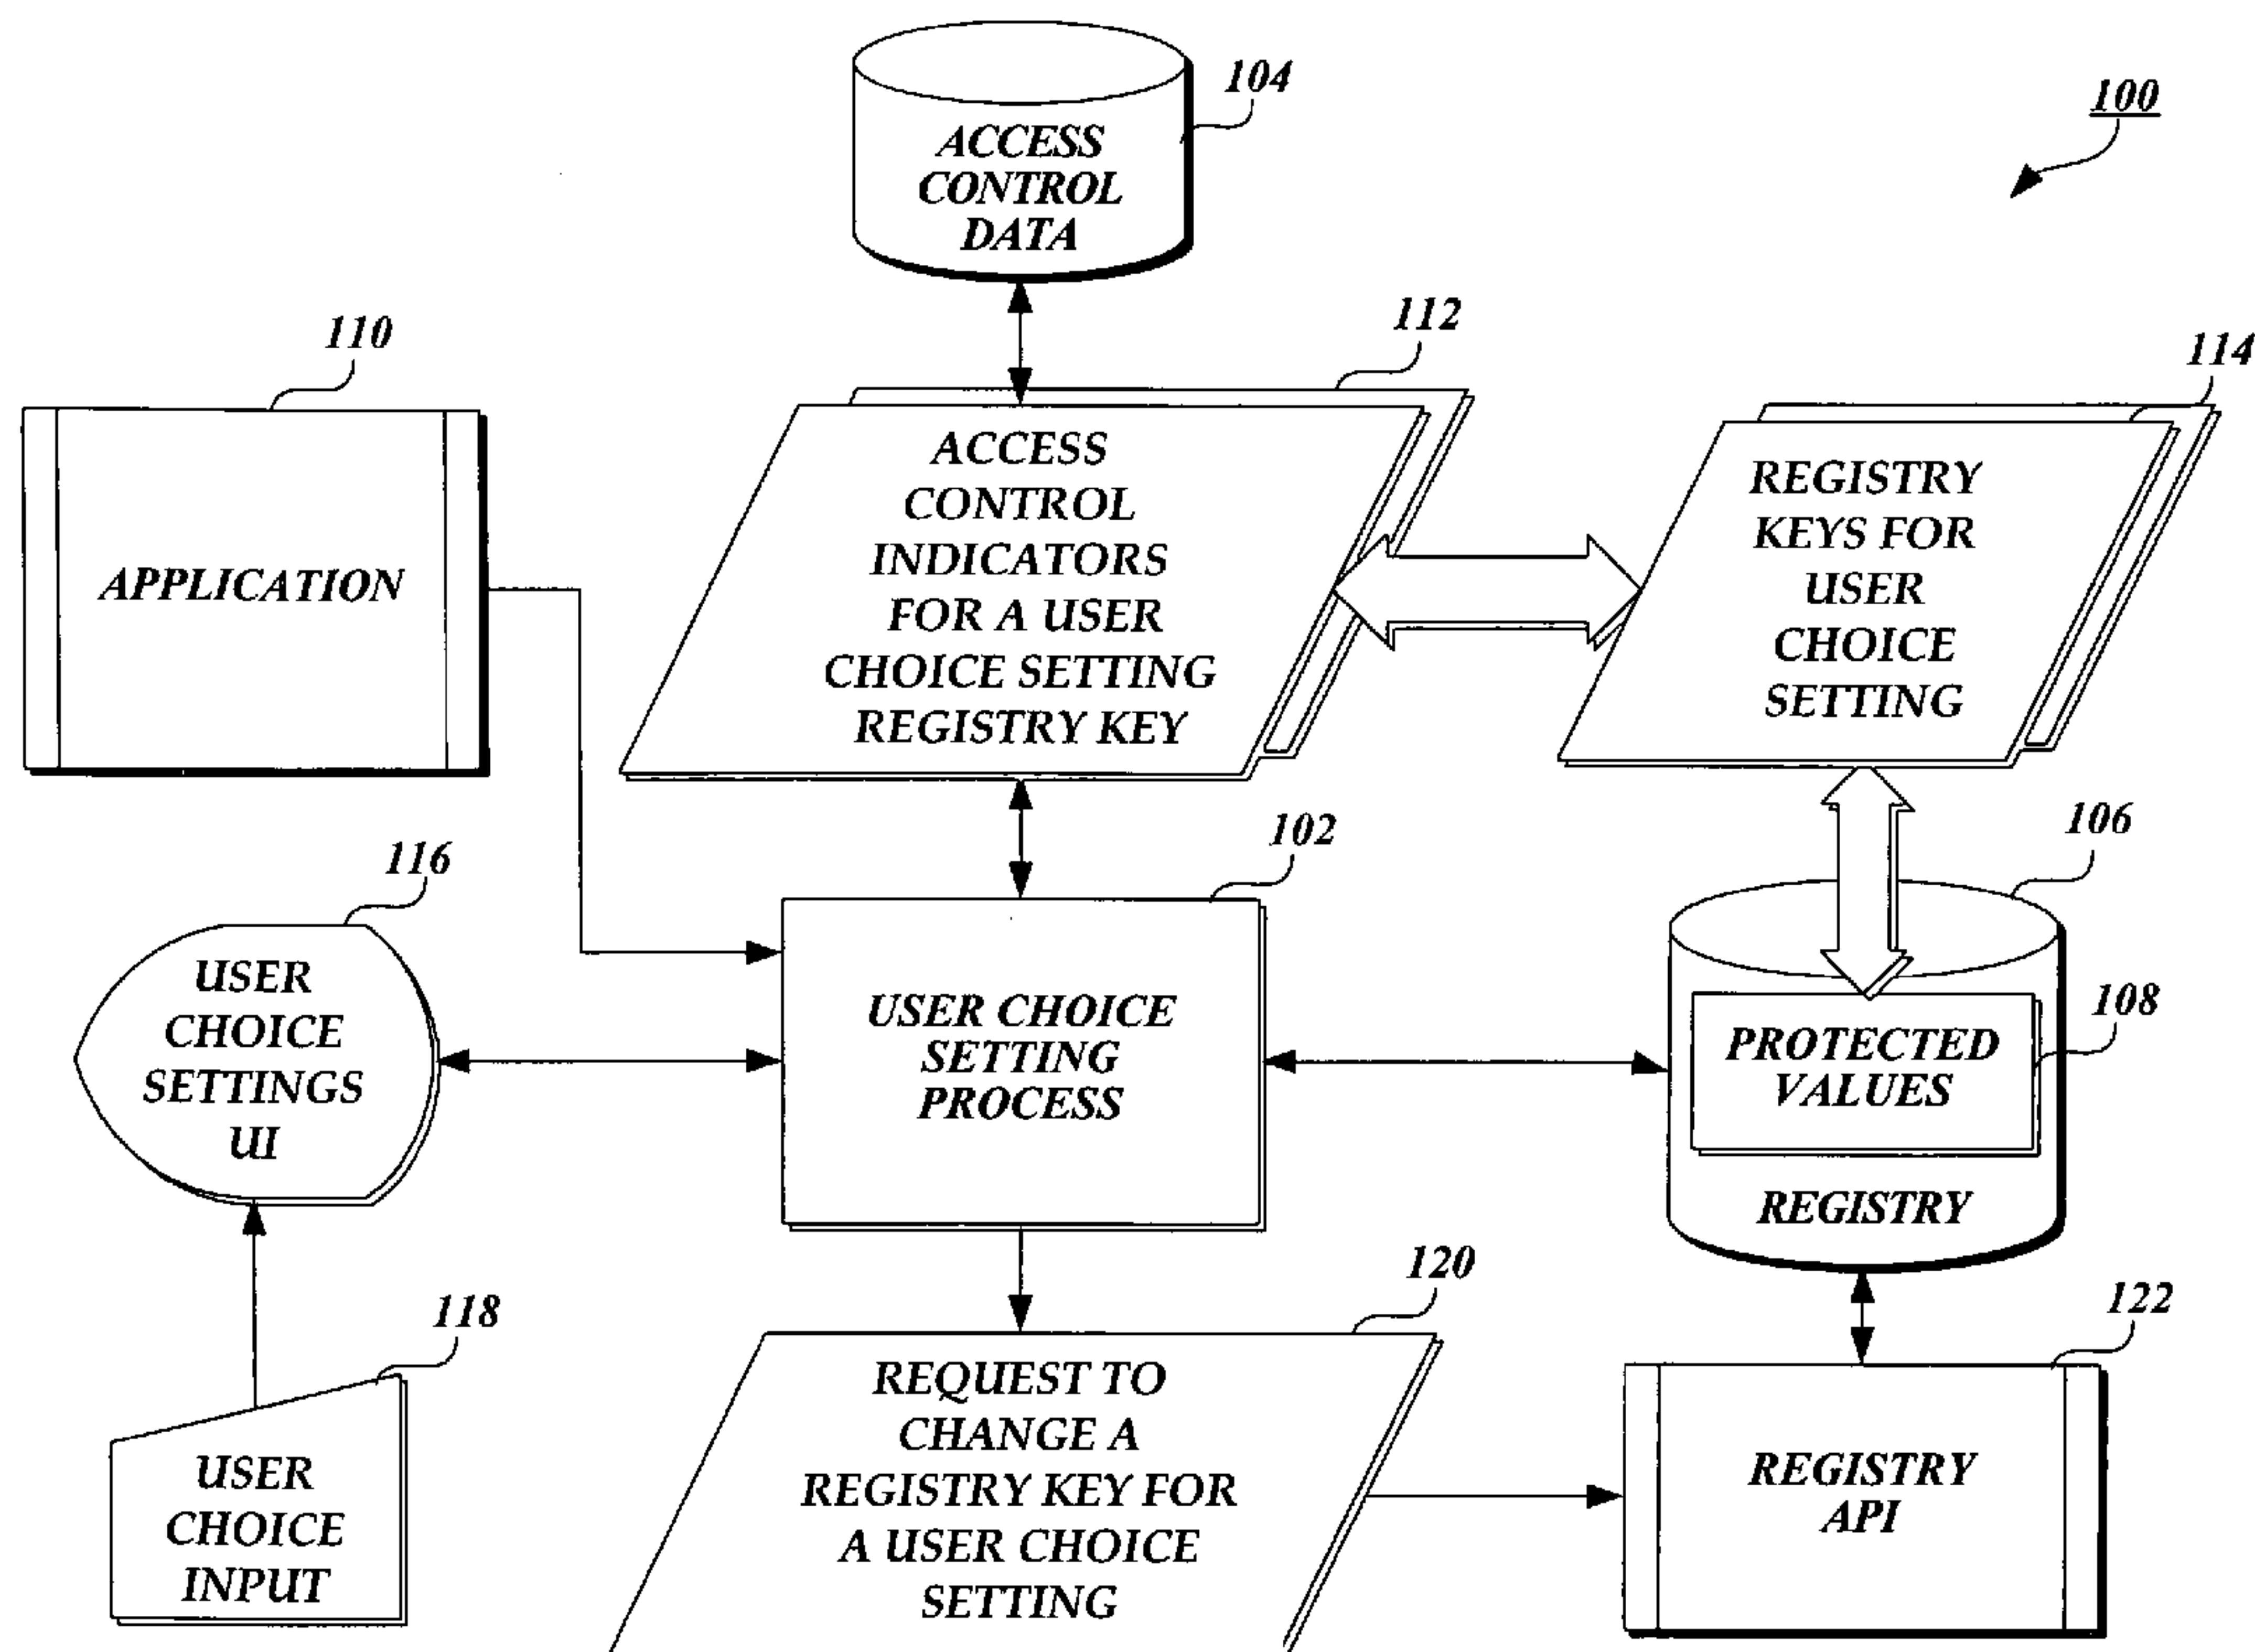 104
ACCESS
CONTROL
DATA
100
110
APPLICATION
112
ACCESS
CONTROL
INDICATORS
FOR A USER
CHOICE SETTING
REGISTRY KEY
114
REGISTRY
KEYS FOR
USER
CHOICE
SETTING
116
USER
CHOICE
SETTINGS
UI
102
USER CHOICE
SETTING
PROCESS
106
108
PROTECTED
VALUES
REGISTRY
118
USER
CHOICE
INPUT
120
REQUEST TO
CHANGE A
REGISTRY KEY FOR
A USER CHOICE
SETTING
122
REGISTRY
API